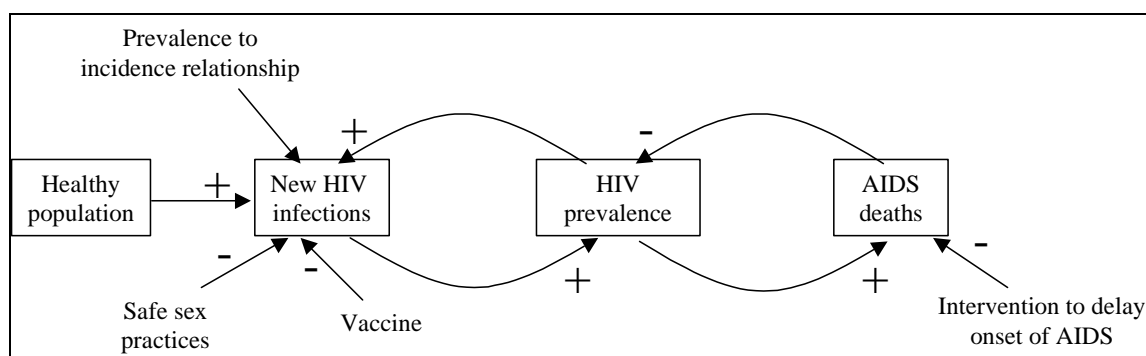 Prevalence to
incidence relationship
+
-
Healthy
population
+
New HIV
infections
HIV
prevalence
AIDS
deaths
-
-
+
+
-
Safe sex
practices
Vaccine
Intervention to delay
onset of AIDS